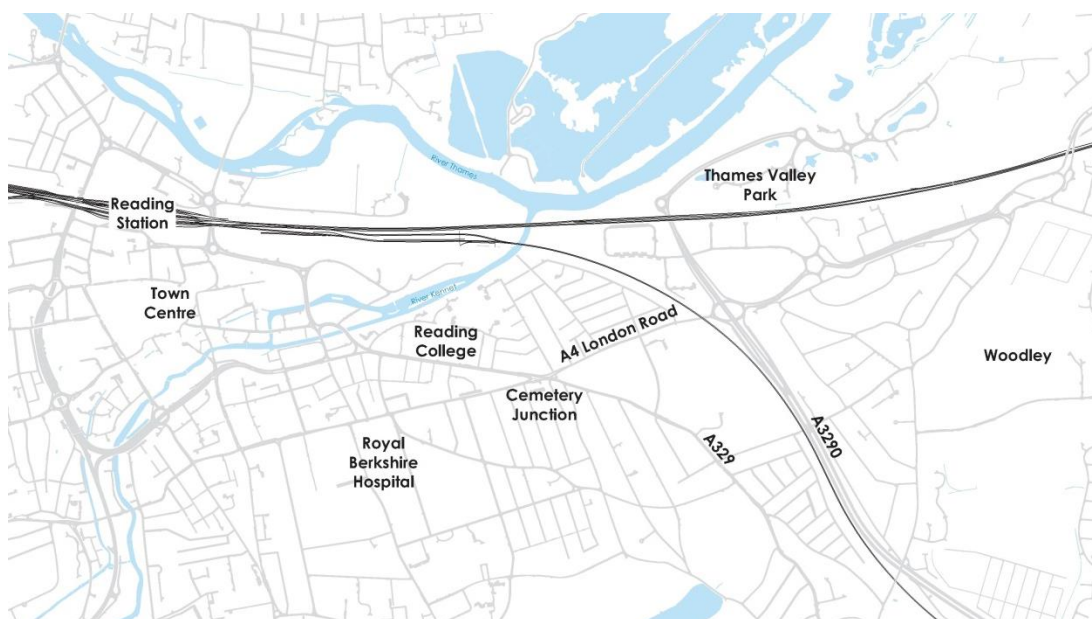 River Thames
Thames Valley
Park
Reading
Station
River Kennet
Town
Centre
Reading
College
A4 London Road
Woodley
Cemetery
Junction
A329
A3290
Royal
Berkshire
Hospital